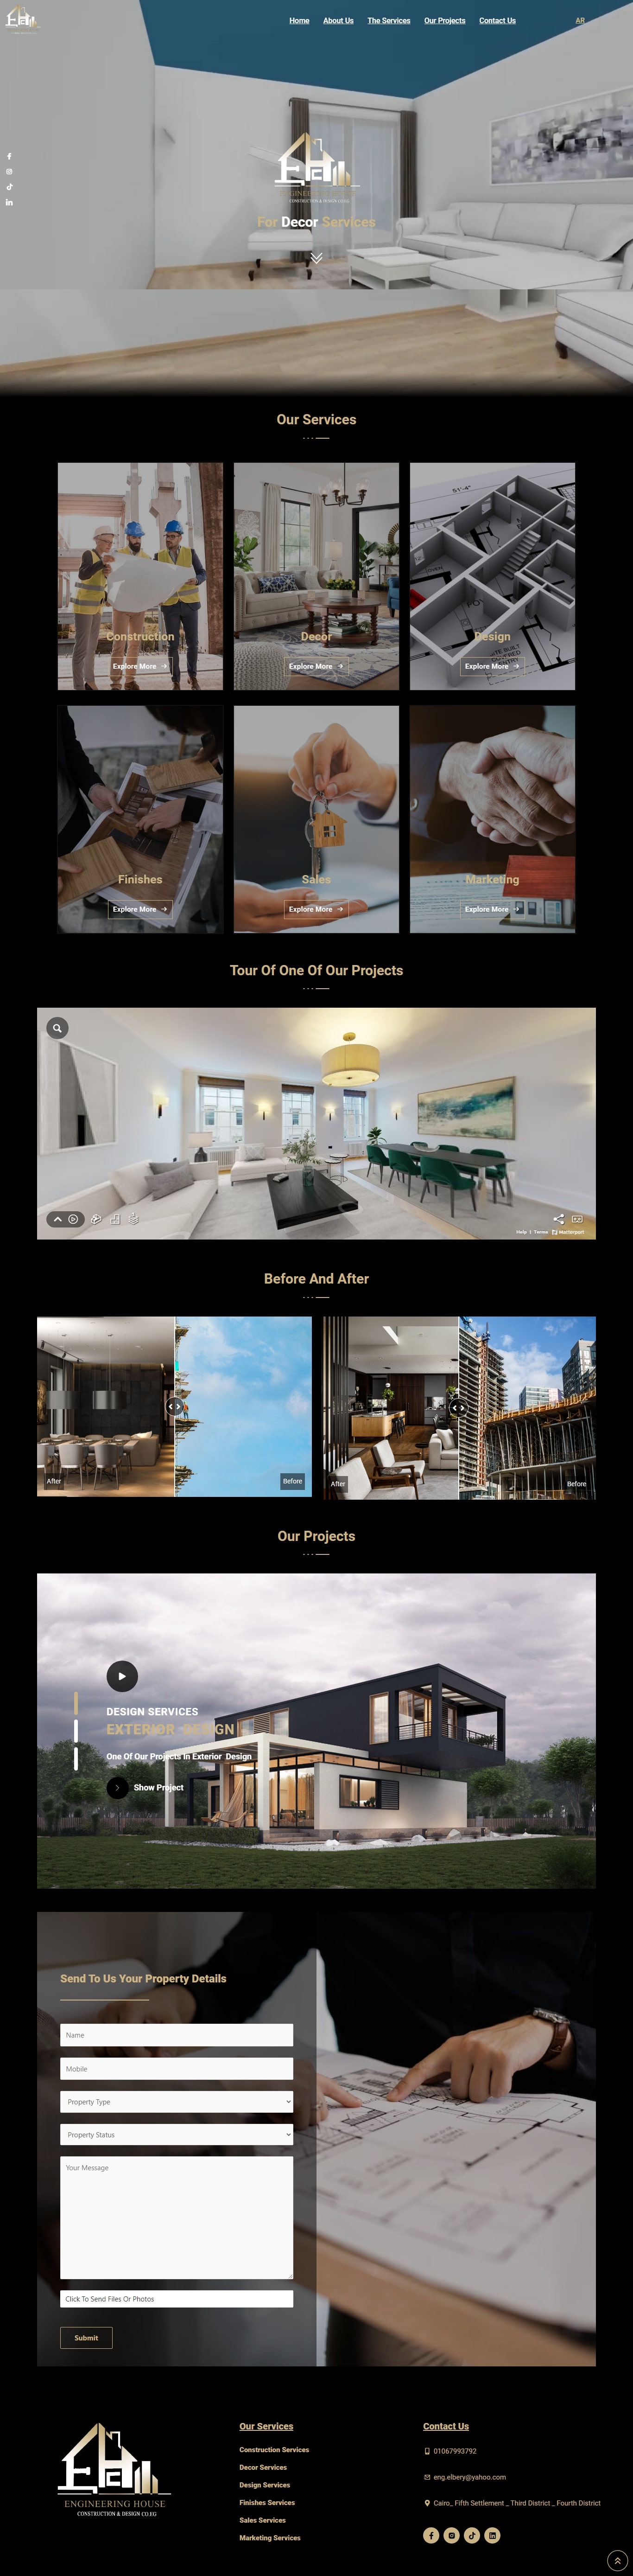 Home About Us The Services Our Projects Contact Us AR
ENGINEERING HOUSE
CONSTRUCTION & DESIGN CO.EG
For Decor Services
Our Services
Construction
Explore More
Decor
Explore More
51'-4"
Design
Explore More
Finishes
Explore More
Sales
Explore More
Marketing
Explore More
Tour Of One Of Our Projects
Help | Terms Matterport
Before And After
After Before
After Before
Our Projects
DESIGN SERVICES
EXTERIOR DESIGN
One Of Our Projects In Exterior Design
Show Project
Send To Us Your Property Details
Name
Mobile
Property Type
Property Status
Your Message
Click To Send Files Or Photos
Submit
ENGINEERING HOUSE
CONSTRUCTION & DESIGN CO.EG
Our Services
Construction Services
Decor Services
Design Services
Finishes Services
Sales Services
Marketing Services
Contact Us
01067993792
eng.elbery@yahoo.com
Cairo_ Fifth Settlement _ Third District _ Fourth District